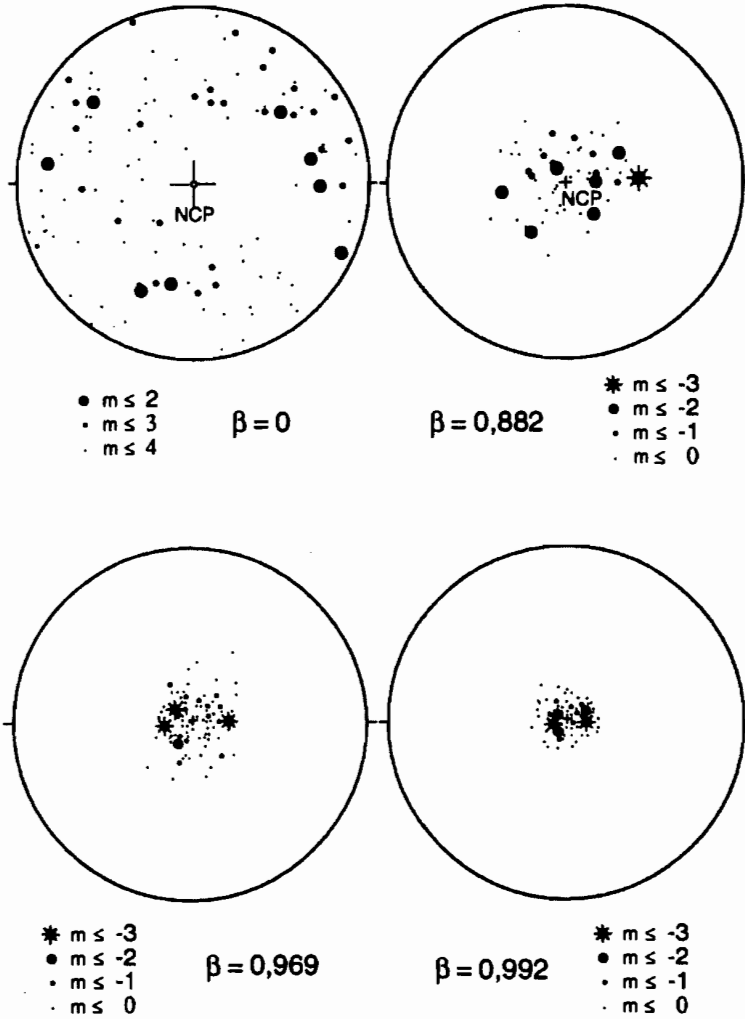 NCP
NCP
● m ≤ 2
• m ≤ 3
· m ≤ 4
β = 0
β = 0,882
✷ m ≤ -3
● m ≤ -2
• m ≤ -1
· m ≤ 0
✷ m ≤ -3
● m ≤ -2
• m ≤ -1
· m ≤ 0
β = 0,969
β = 0,992
✷ m ≤ -3
● m ≤ -2
• m ≤ -1
· m ≤ 0